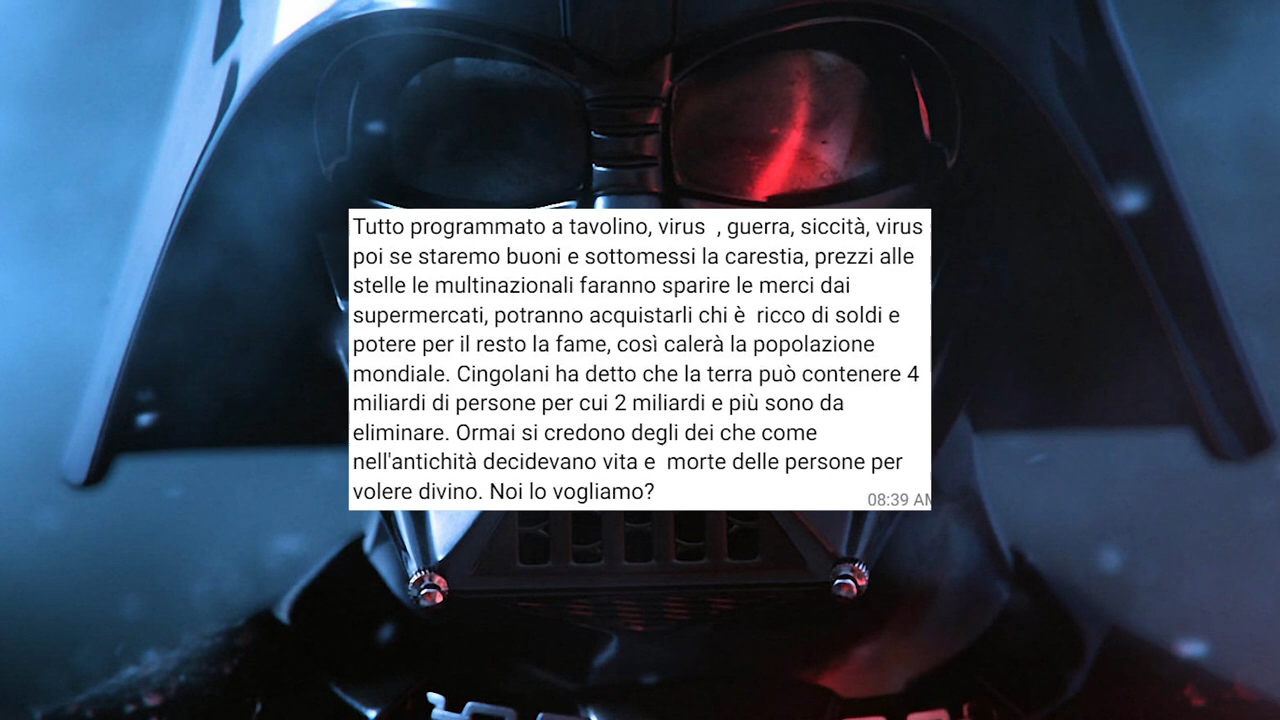 Tutto programmato a tavolino, virus  , guerra, siccità, virus
poi se staremo buoni e sottomessi la carestia, prezzi alle
stelle le multinazionali faranno sparire le merci dai
supermercati, potranno acquistarli chi è  ricco di soldi e
potere per il resto la fame, così calerà la popolazione
mondiale. Cingolani ha detto che la terra può contenere 4
miliardi di persone per cui 2 miliardi e più sono da
eliminare. Ormai si credono degli dei che come
nell'antichità decidevano vita e  morte delle persone per
volere divino. Noi lo vogliamo?
08:39 AM